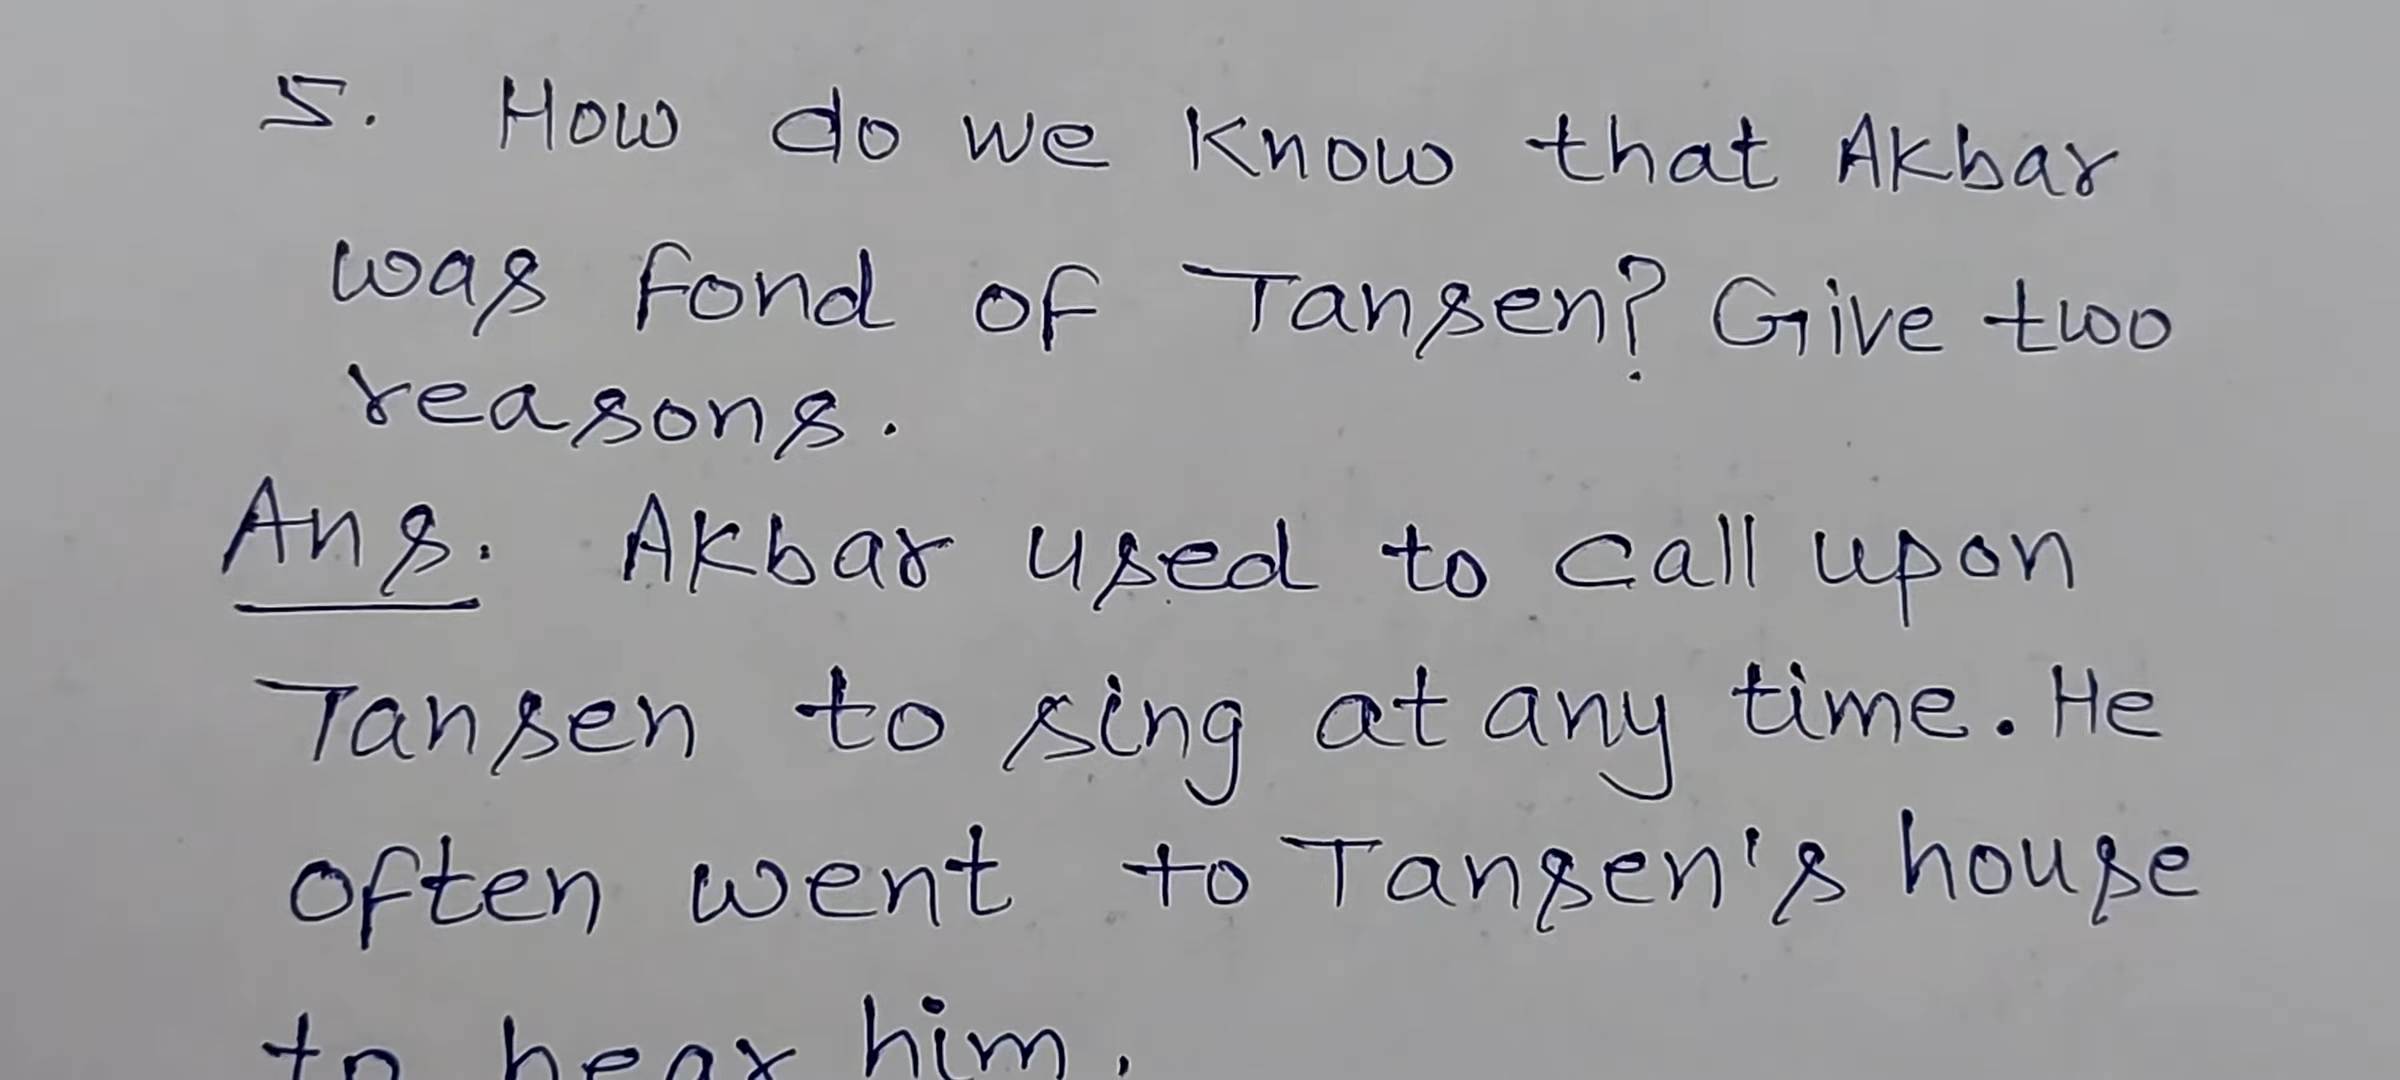 5. How do we know that Akbar
was fond of Tansen? Give two
reasons.
Ans. Akbar used to call upon
Tansen to sing at any time. He
often went to Tansen's house
to hear him.